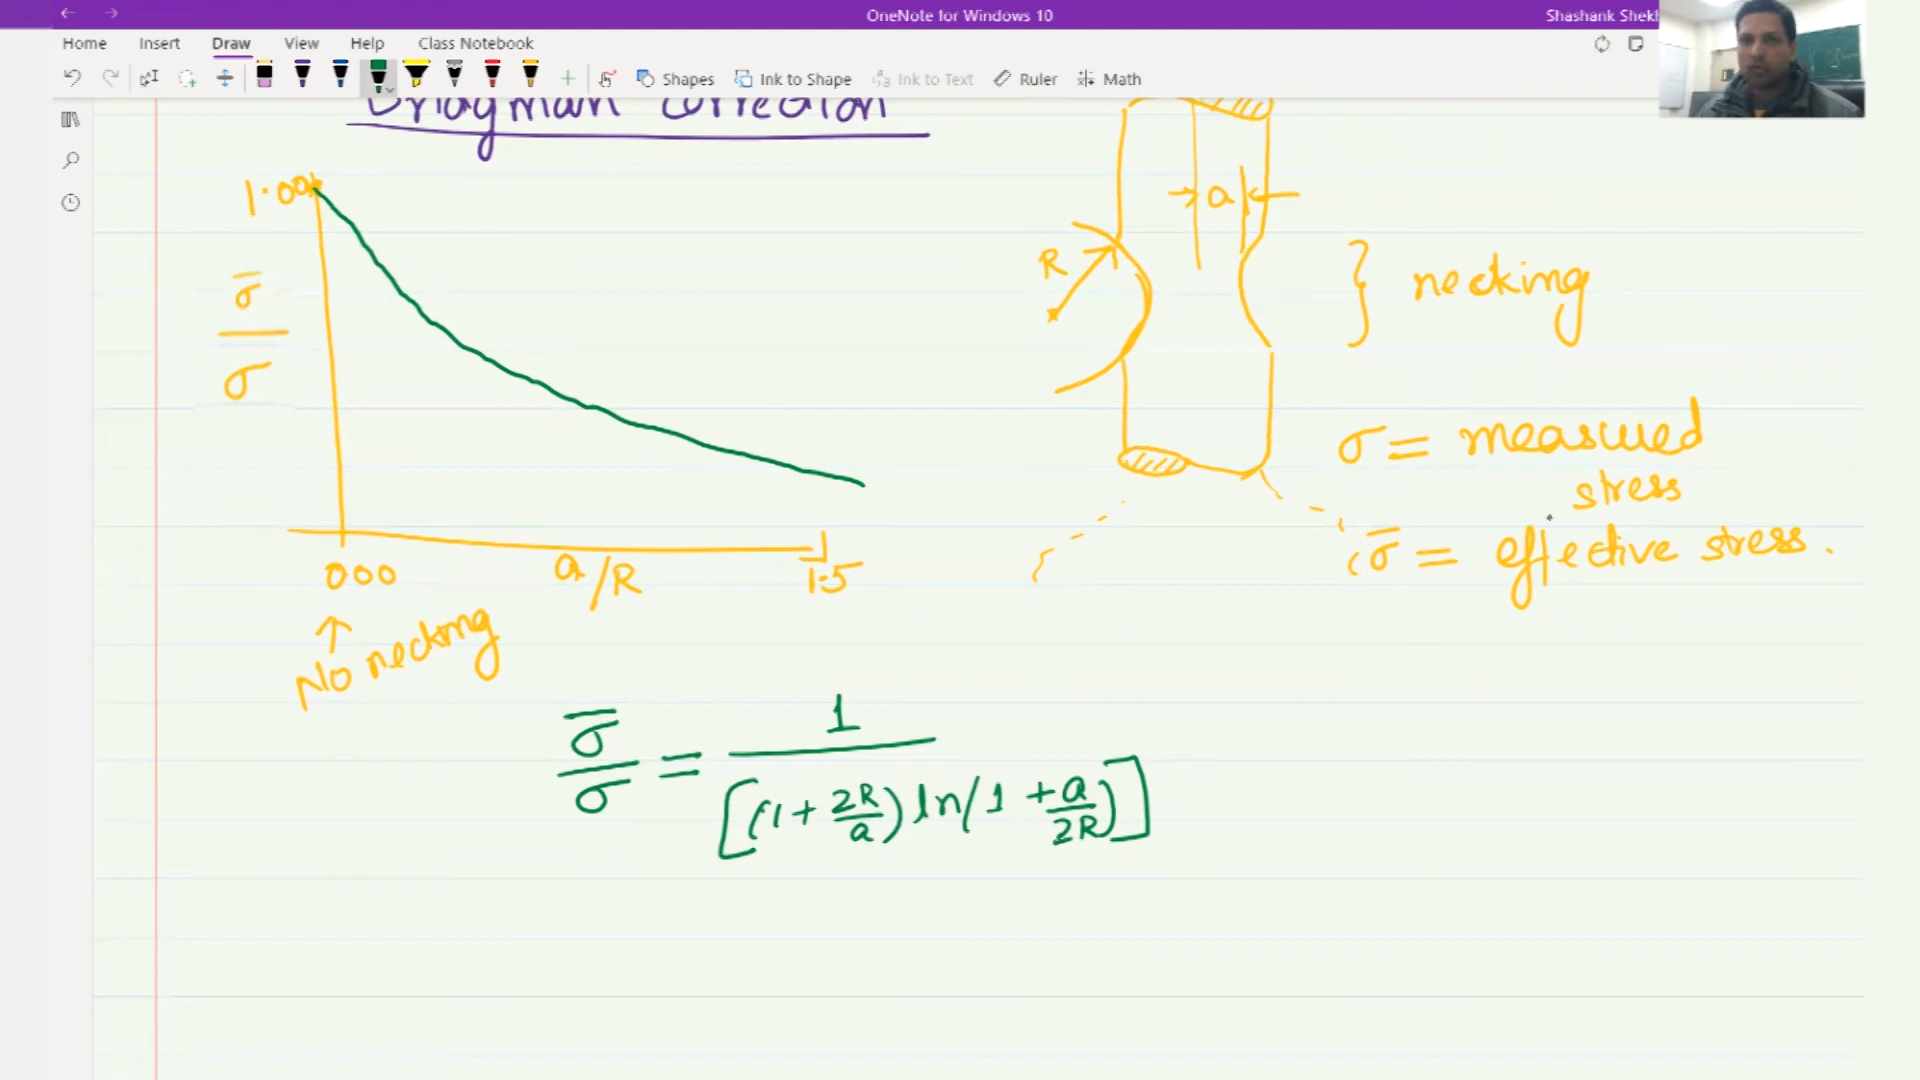 OneNote for Windows 10
Shashank Shekh
Home Insert Draw View Help Class Notebook
Shapes Ink to Shape Ink to Text Ruler Math
Bridgman Correction
1.00
σ̄
σ
000
a/R
1.5
↑
No necking
a
R
} necking
σ = measured
stress
σ̄ = effective stress.
σ̄/σ = 1/[(1+2R/a) ln(1+a/2R)]